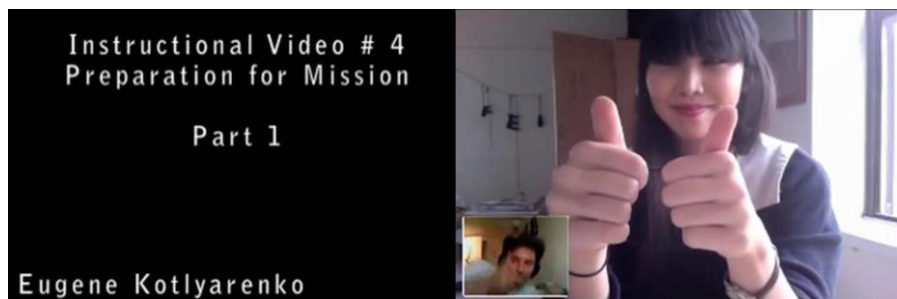 Instructional Video # 4
Preparation for Mission
Part 1
Eugene Kotlyarenko